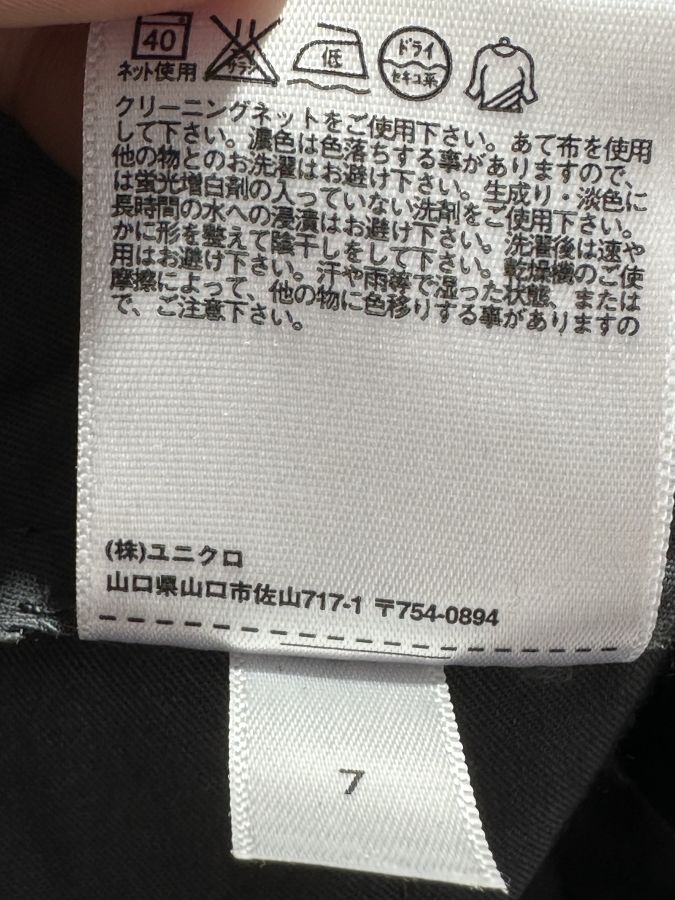 40
ネット使用
エンソ
サラシ
低
ドライ
セキユ系
クリーニングネットをご使用下さい。あて布を使用
して下さい。濃色は色落ちする事がありますので、
他の物とのお洗濯はお避け下さい。生成り・淡色に
は蛍光増白剤の入っていない洗剤をご使用下さい。
長時間の水への浸漬はお避け下さい。洗濯後は速や
かに形を整えて陰干しをして下さい。乾燥機のご使
用はお避け下さい。汗や雨等で湿った状態、または
摩擦によって、他の物に色移りする事がありますの
で、ご注意下さい。
(株)ユニクロ
山口県山口市佐山717-1 〒754-0894
7